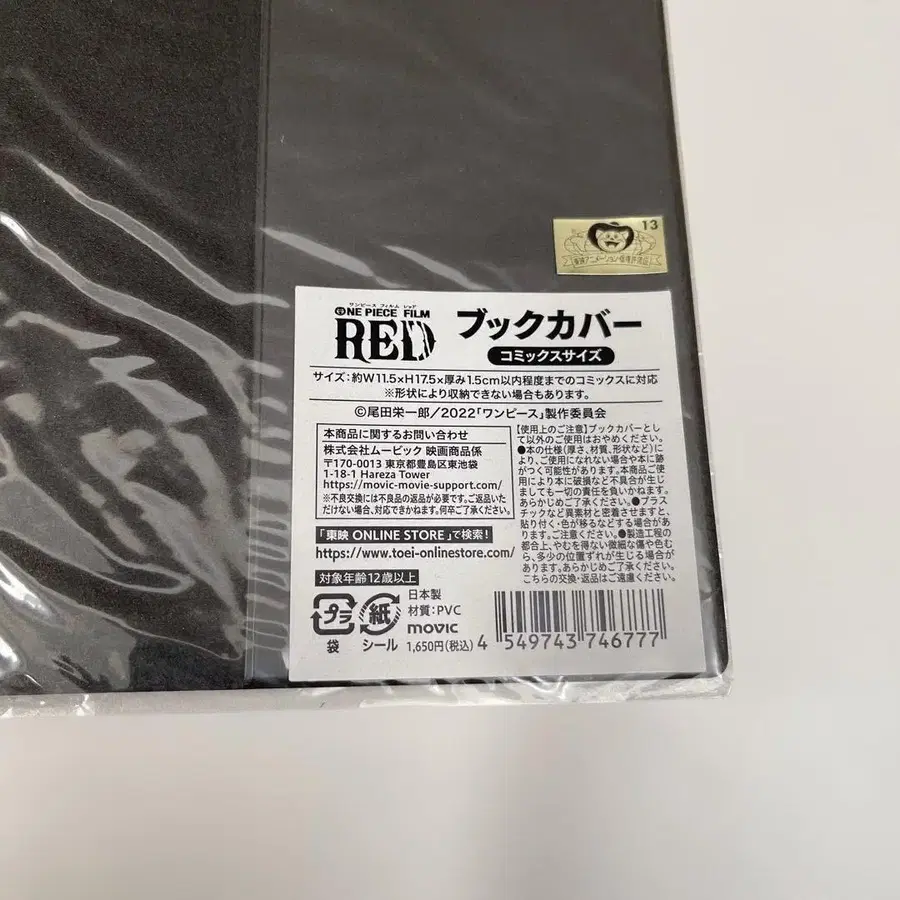 13
東映アニメーション版権許諾証
ワンピース フィルム レッド
ONE PIECE FILM
RED
ブックカバー
コミックスサイズ
サイズ：約W11.5×H17.5×厚み1.5cm以内程度までのコミックスに対応
※形状により収納できない場合もあります。
©尾田栄一郎／2022「ワンピース」製作委員会
本商品に関するお問い合わせ
株式会社ムービック 映画商品係
〒170-0013 東京都豊島区東池袋
1-18-1 Hareza Tower
https://movic-movie-support.com/
※不良交換には不良品の返品が必要です。ご返品いた
だけない場合、対応できかねます。何卒ご了承ください。
「東映 ONLINE STORE」で検索！
https://www.toei-onlinestore.com/
対象年齢12歳以上
【使用上のご注意】ブックカバーとし
て以外のご使用はおやめください。
●本の仕様(厚さ、材質、形状など)に
より、ご使用になれない場合や本に跡
がつく可能性があります。本商品ご使
用により本に破損など不具合が生じ
ましても一切の責任を負いかねます。
あらかじめご了承ください。●プラス
チックなど異素材と密着させますと、
貼り付く・色が移るなどする場合があ
ります。ご注意ください。●製造工程の
都合上、やむを得ない微細な傷や色む
ら、多少の位置ずれが生じる場合が
あります。あらかじめご了承ください。
こちらの交換・返品はご遠慮ください。
プラ
袋
紙
シール
日本製
材質：PVC
movic
1,650円(税込)
4 549743 746777